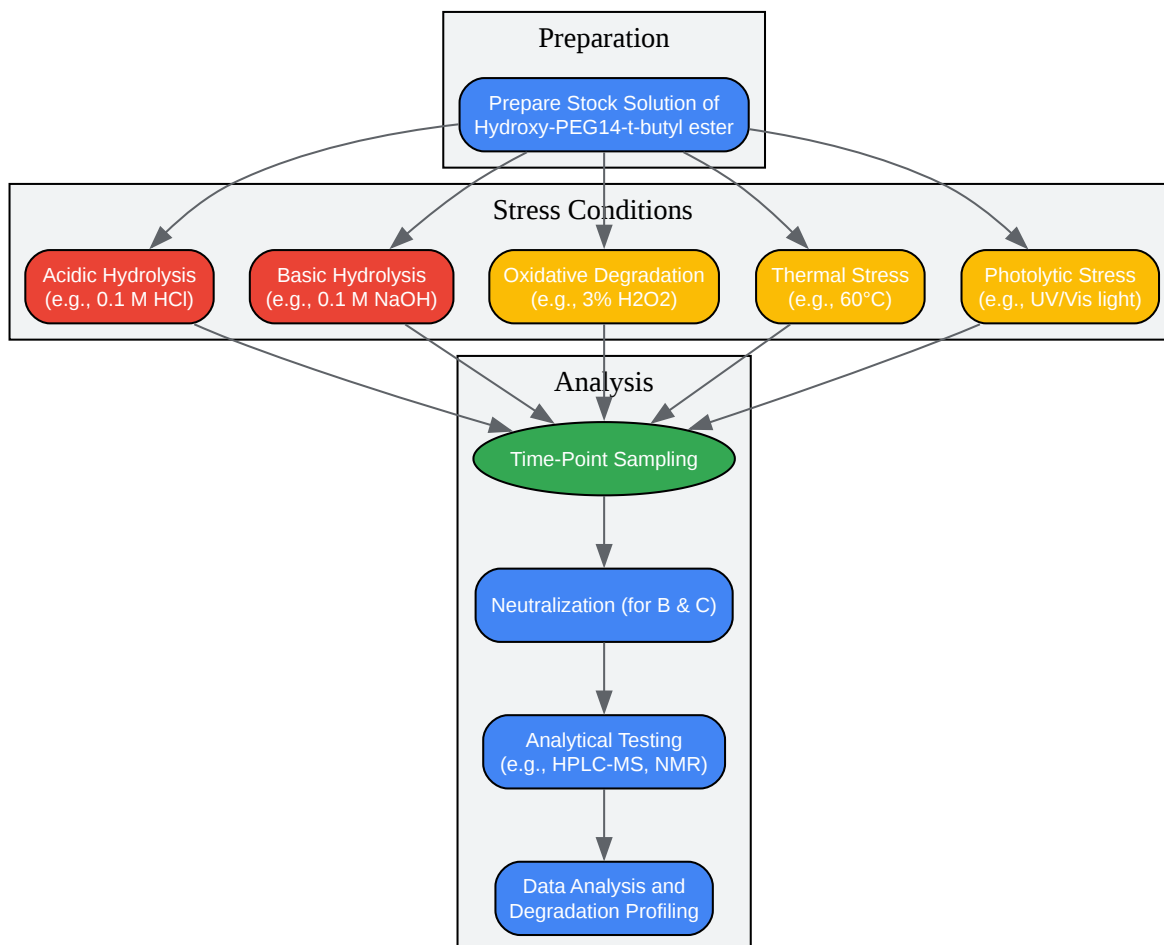 Preparation
Prepare Stock Solution of
Hydroxy-PEG14-t-butyl ester
Stress Conditions
Acidic Hydrolysis
(e.g., 0.1 M HCl)
Basic Hydrolysis
(e.g., 0.1 M NaOH)
Oxidative Degradation
(e.g., 3% H2O2)
Thermal Stress
(e.g., 60°C)
Photolytic Stress
(e.g., UV/Vis light)
Analysis
Time-Point Sampling
Neutralization (for B & C)
Analytical Testing
(e.g., HPLC-MS, NMR)
Data Analysis and
Degradation Profiling